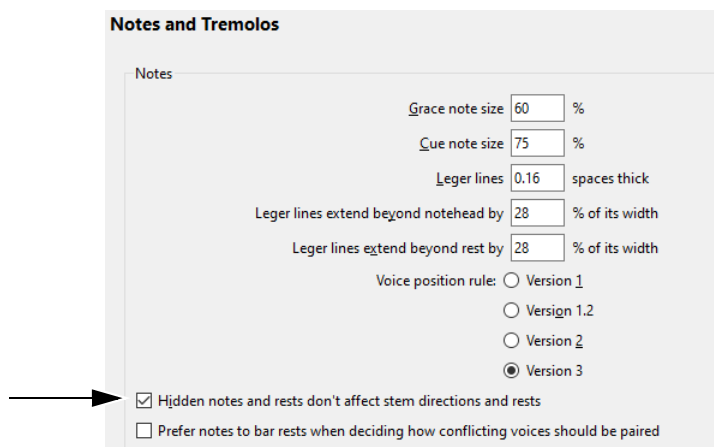 Notes and Tremolos
Notes
Grace note size 60 %
Cue note size 75 %
Leger lines 0.16 spaces thick
Leger lines extend beyond notehead by 28 % of its width
Leger lines extend beyond rest by 28 % of its width
Voice position rule: Version 1
Version 1.2
Version 2
Version 3
Hidden notes and rests don't affect stem directions and rests
Prefer notes to bar rests when deciding how conflicting voices should be paired